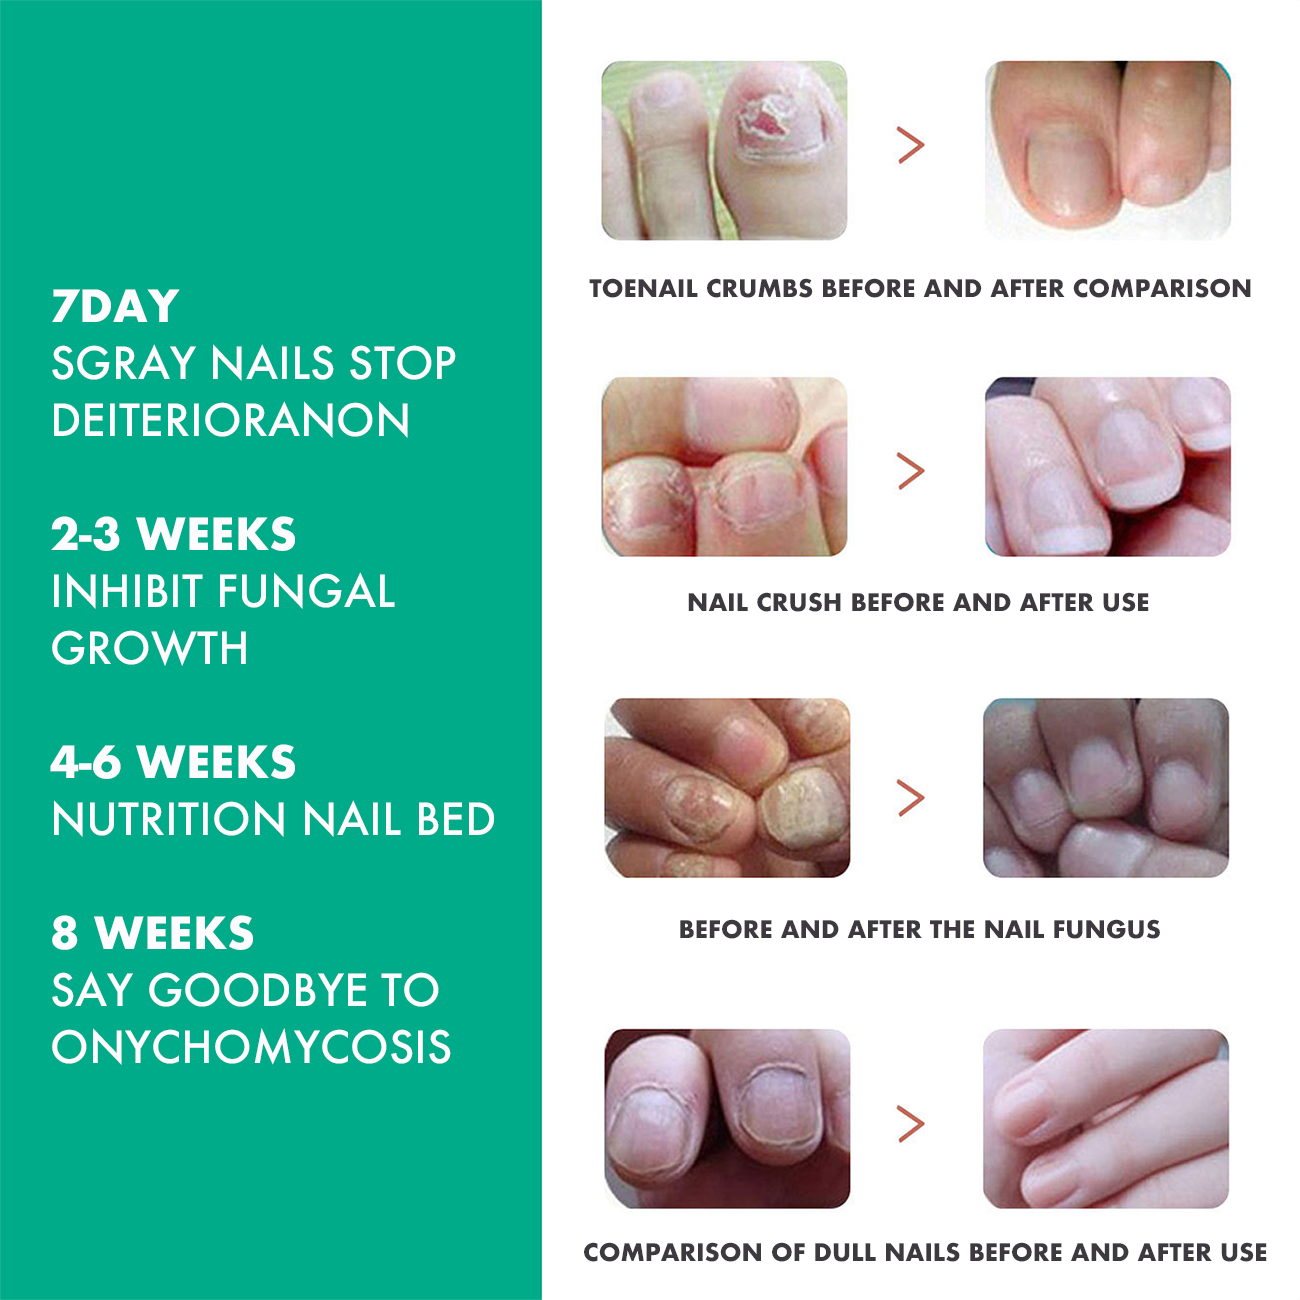 7DAY
SGRAY NAILS STOP
DEITERIORANON
2-3 WEEKS
INHIBIT FUNGAL
GROWTH
4-6 WEEKS
NUTRITION NAIL BED
8 WEEKS
SAY GOODBYE TO
ONYCHOMYCOSIS
TOENAIL CRUMBS BEFORE AND AFTER COMPARISON
NAIL CRUSH BEFORE AND AFTER USE
BEFORE AND AFTER THE NAIL FUNGUS
COMPARISON OF DULL NAILS BEFORE AND AFTER USE